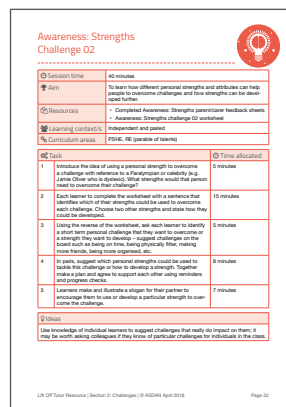 Awareness: Strengths
Challenge 02
Session time 40 minutes
Aim To learn how different personal strengths and attributes can help
people to overcome challenges and how strengths can be devel-
oped further.
Resources • Completed Awareness: Strengths parent/carer feedback sheets
• Awareness: Strengths challenge 02 worksheet
Learning context/s Independent and paired
Curriculum areas PSHE, RE (parable of talents)
Task Time allocated
1 Introduce the idea of using a personal strength to overcome 5 minutes
a challenge with reference to a Paralympian or celebrity (e.g.
Jamie Oliver who is dyslexic). What strengths would that person
need to overcome their challenge?
2 Each learner to complete the worksheet with a sentence that 15 minutes
identifies which of their strengths could be used to overcome
each challenge. Choose two other strengths and state how they
could be developed.
3 Using the reverse of the worksheet, ask each learner to identify 5 minutes
a short term personal challenge that they want to overcome or
a strength they want to develop – suggest challenges on the
board such as being on time, being physically fitter, making
more friends, being more organised, etc.
4 In pairs, suggest which personal strengths could be used to 8 minutes
tackle this challenge or how to develop a strength. Together
make a plan and agree to support each other using reminders
and progress checks.
5 Learners make and illustrate a slogan for their partner to 7 minutes
encourage them to use or develop a particular strength to over-
come the challenge.
Ideas
Use knowledge of individual learners to suggest challenges that really do impact on them; it
may be worth asking colleagues if they know of particular challenges for individuals in the class.
Lift Off Tutor Resource | Section 2: Challenges | © ASDAN April 2018 Page 32